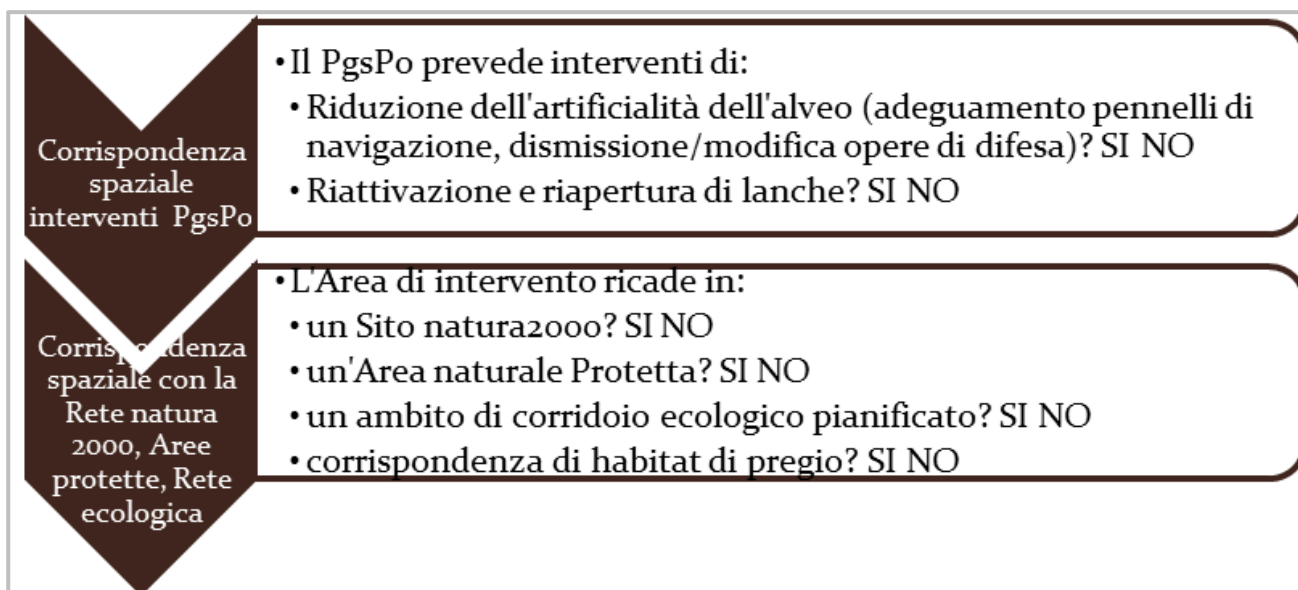 Corrispondenza
spaziale
interventi PgsPo
•Il PgsPo prevede interventi di:
•Riduzione dell'artificialità dell'alveo (adeguamento pennelli di
navigazione, dismissione/modifica opere di difesa)? SI NO
•Riattivazione e riapertura di lanche? SI NO
Corrispondenza
spaziale con la
Rete natura
2000, Aree
protette, Rete
ecologica
•L'Area di intervento ricade in:
•un Sito natura2000? SI NO
•un'Area naturale Protetta? SI NO
•un ambito di corridoio ecologico pianificato? SI NO
•corrispondenza di habitat di pregio? SI NO